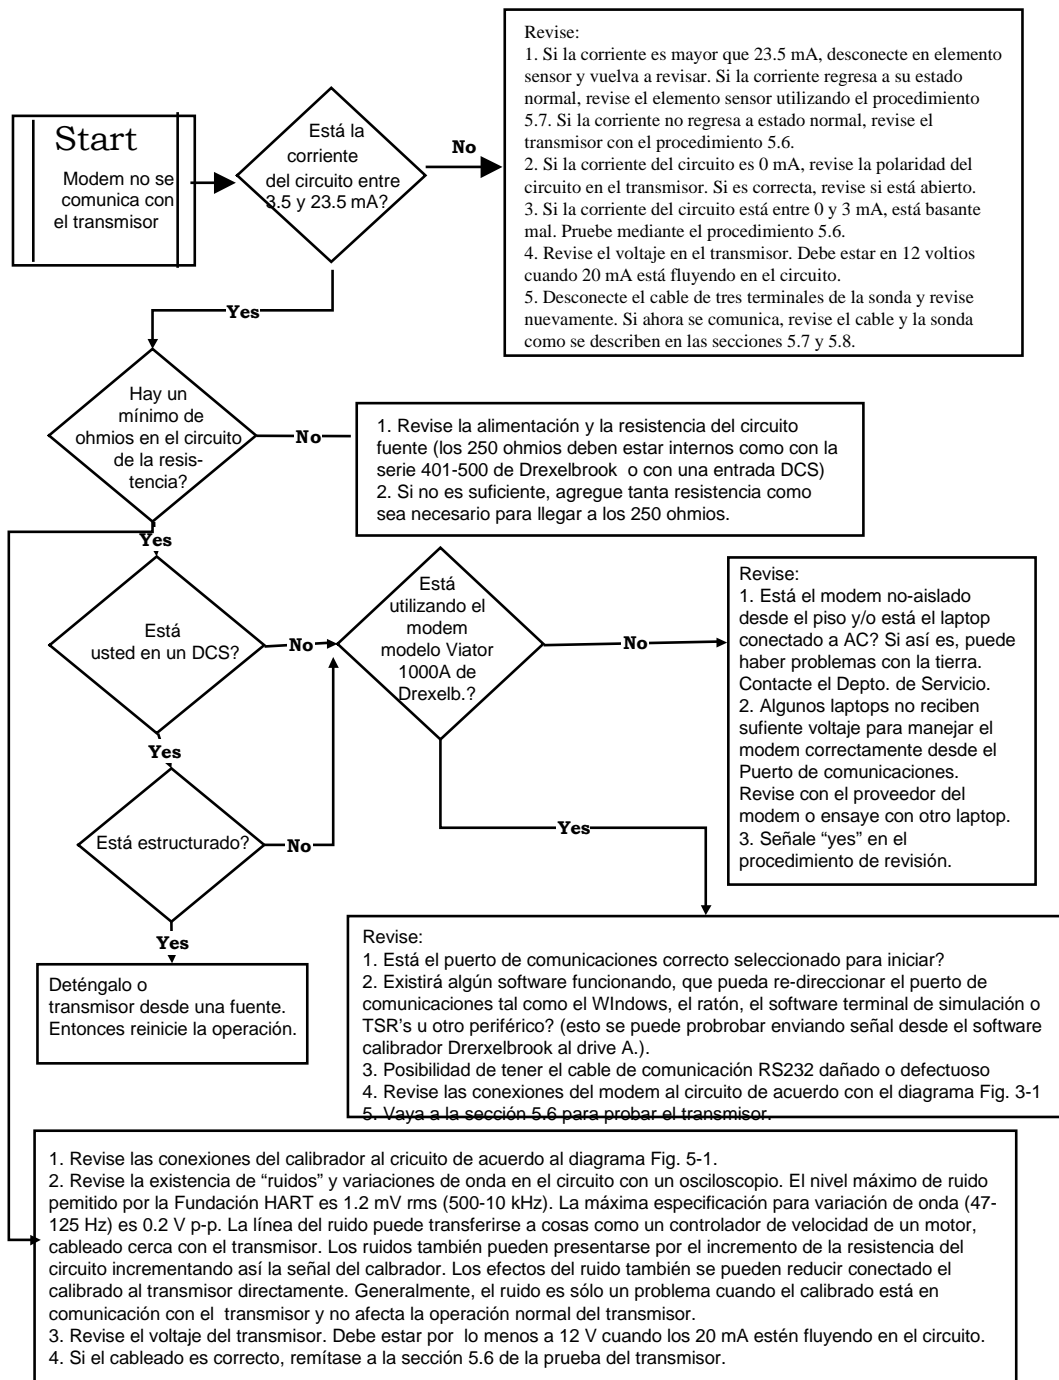 Start
Modem no se
comunica con
el transmisor
Está la
corriente
del circuito entre
3.5 y 23.5 mA?
No
Revise:
1. Si la corriente es mayor que 23.5 mA, desconecte en elemento
sensor y vuelva a revisar. Si la corriente regresa a su estado
normal, revise el elemento sensor utilizando el procedimiento
5.7. Si la corriente no regresa a estado normal, revise el
transmisor con el procedimiento 5.6.
2. Si la corriente del circuito es 0 mA, revise la polaridad del
circuito en el transmisor. Si es correcta, revise si está abierto.
3. Si la corriente del circuito está entre 0 y 3 mA, está basante
mal. Pruebe mediante el procedimiento 5.6.
4. Revise el voltaje en el transmisor. Debe estar en 12 voltios
cuando 20 mA está fluyendo en el circuito.
5. Desconecte el cable de tres terminales de la sonda y revise
nuevamente. Si ahora se comunica, revise el cable y la sonda
como se describen en las secciones 5.7 y 5.8.
Yes
Hay un
mínimo de
ohmios en el circuito
de la resis-
tencia?
No
1. Revise la alimentación y la resistencia del circuito
fuente (los 250 ohmios deben estar internos como con la
serie 401-500 de Drexelbrook o con una entrada DCS)
2. Si no es suficiente, agregue tanta resistencia como
sea necesario para llegar a los 250 ohmios.
Yes
Está
usted en un DCS?
No
Está
utilizando el
modem
modelo Viator
1000A de
Drexelb.?
No
Revise:
1. Está el modem no-aislado
desde el piso y/o está el laptop
conectado a AC? Si así es, puede
haber problemas con la tierra.
Contacte el Depto. de Servicio.
2. Algunos laptops no reciben
sufiente voltaje para manejar el
modem correctamente desde el
Puerto de comunicaciones.
Revise con el proveedor del
modem o ensaye con otro laptop.
3. Señale “yes” en el
procedimiento de revisión.
Yes
Está estructurado?
No
Yes
Yes
Deténgalo o
transmisor desde una fuente.
Entonces reinicie la operación.
Revise:
1. Está el puerto de comunicaciones correcto seleccionado para iniciar?
2. Existirá algún software funcionando, que pueda re-direccionar el puerto de
comunicaciones tal como el WIndows, el ratón, el software terminal de simulación o
TSR's u otro periférico? (esto se puede probrobar enviando señal desde el software
calibrador Drerxelbrook al drive A.).
3. Posibilidad de tener el cable de comunicación RS232 dañado o defectuoso
4. Revise las conexiones del modem al circuito de acuerdo con el diagrama Fig. 3-1
5. Vaya a la sección 5.6 para probar el transmisor.
1. Revise las conexiones del calibrador al cricuito de acuerdo al diagrama Fig. 5-1.
2. Revise la existencia de “ruidos” y variaciones de onda en el circuito con un osciloscopio. El nivel máximo de ruido
pemitido por la Fundación HART es 1.2 mV rms (500-10 kHz). La máxima especificación para variación de onda (47-
125 Hz) es 0.2 V p-p. La línea del ruido puede transferirse a cosas como un controlador de velocidad de un motor,
cableado cerca con el transmisor. Los ruidos también pueden presentarse por el incremento de la resistencia del
circuito incrementando así la señal del calbrador. Los efectos del ruido también se pueden reducir conectado el
calibrado al transmisor directamente. Generalmente, el ruido es sólo un problema cuando el calibrado está en
comunicación con el transmisor y no afecta la operación normal del transmisor.
3. Revise el voltaje del transmisor. Debe estar por lo menos a 12 V cuando los 20 mA estén fluyendo en el circuito.
4. Si el cableado es correcto, remítase a la sección 5.6 de la prueba del transmisor.